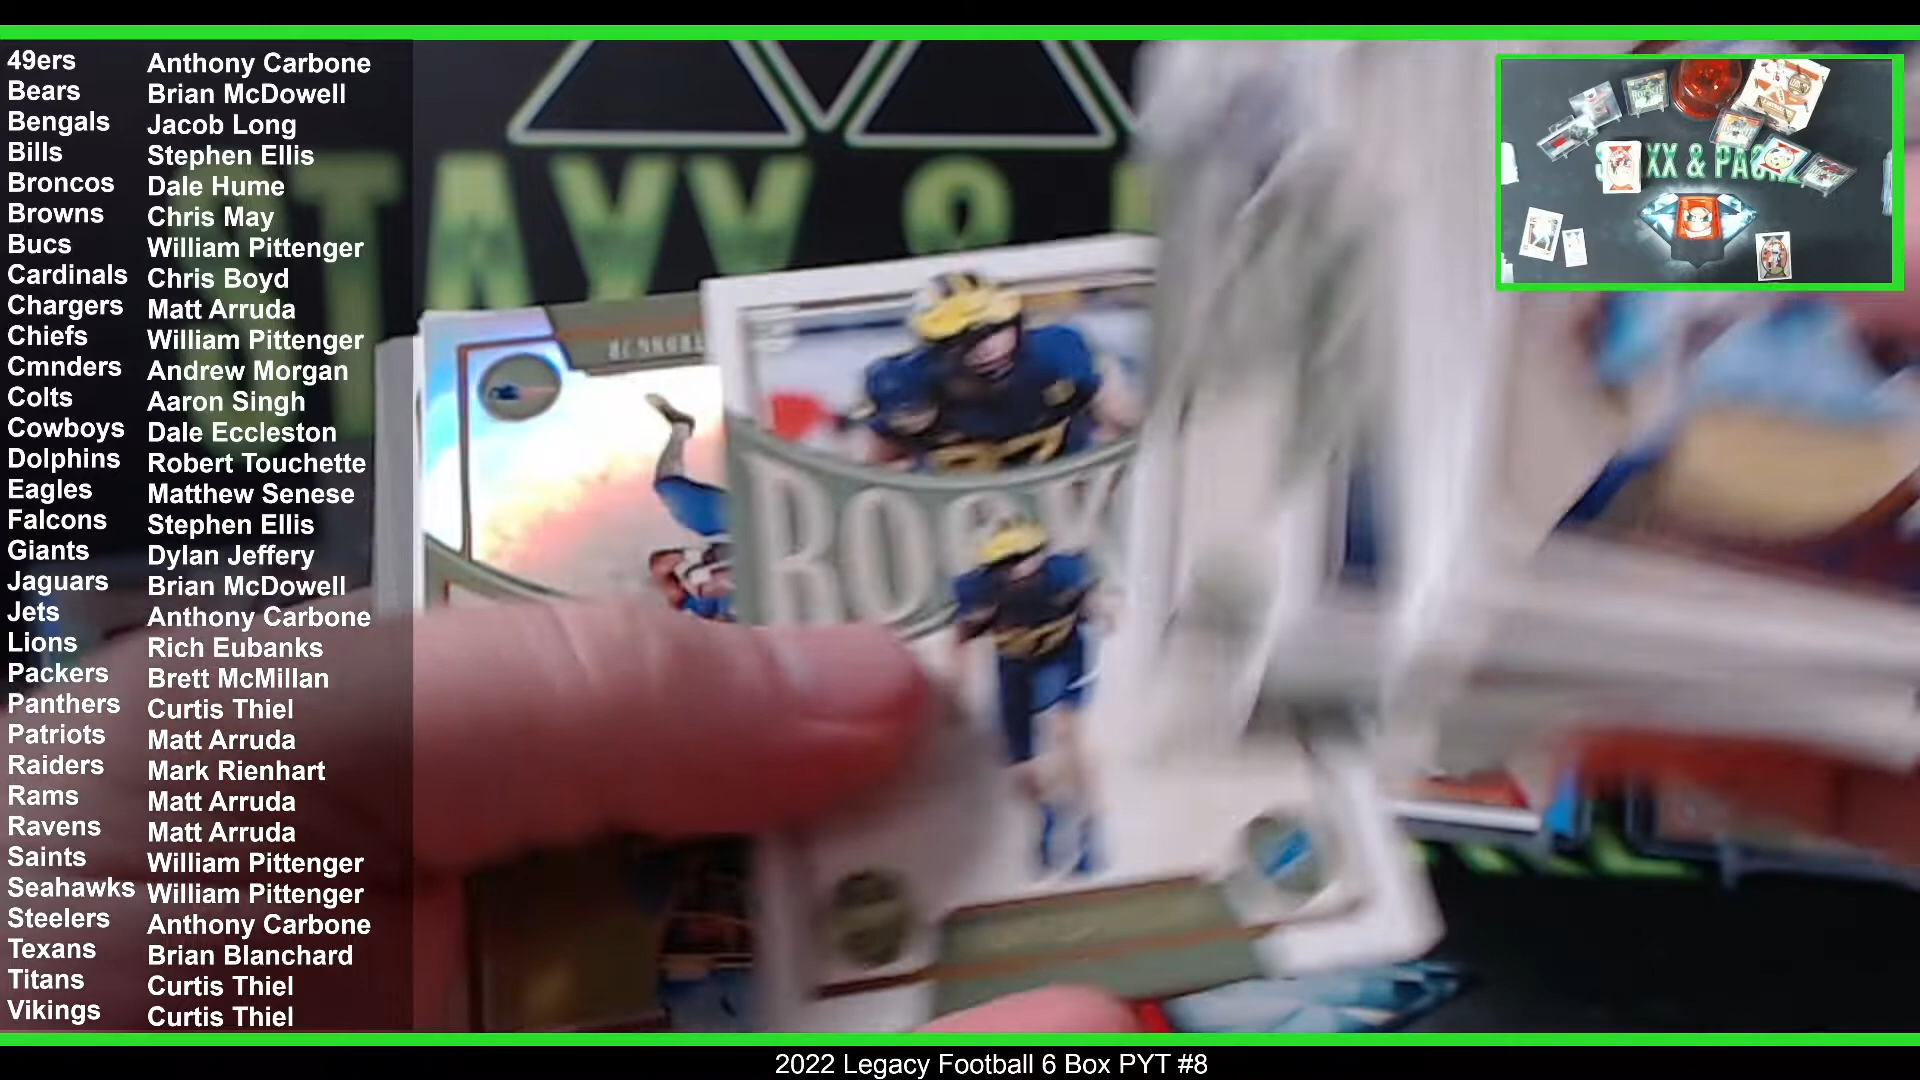 49ers Anthony Carbone
Bears Brian McDowell
Bengals Jacob Long
Bills Stephen Ellis
Broncos Dale Hume
Browns Chris May
Bucs William Pittenger
Cardinals Chris Boyd
Chargers Matt Arruda
Chiefs William Pittenger
Cmnders Andrew Morgan
Colts Aaron Singh
Cowboys Dale Eccleston
Dolphins Robert Touchette
Eagles Matthew Senese
Falcons Stephen Ellis
Giants Dylan Jeffery
Jaguars Brian McDowell
Jets Anthony Carbone
Lions Rich Eubanks
Packers Brett McMillan
Panthers Curtis Thiel
Patriots Matt Arruda
Raiders Mark Rienhart
Rams Matt Arruda
Ravens Matt Arruda
Saints William Pittenger
Seahawks William Pittenger
Steelers Anthony Carbone
Texans Brian Blanchard
Titans Curtis Thiel
Vikings Curtis Thiel
2022 Legacy Football 6 Box PYT #8